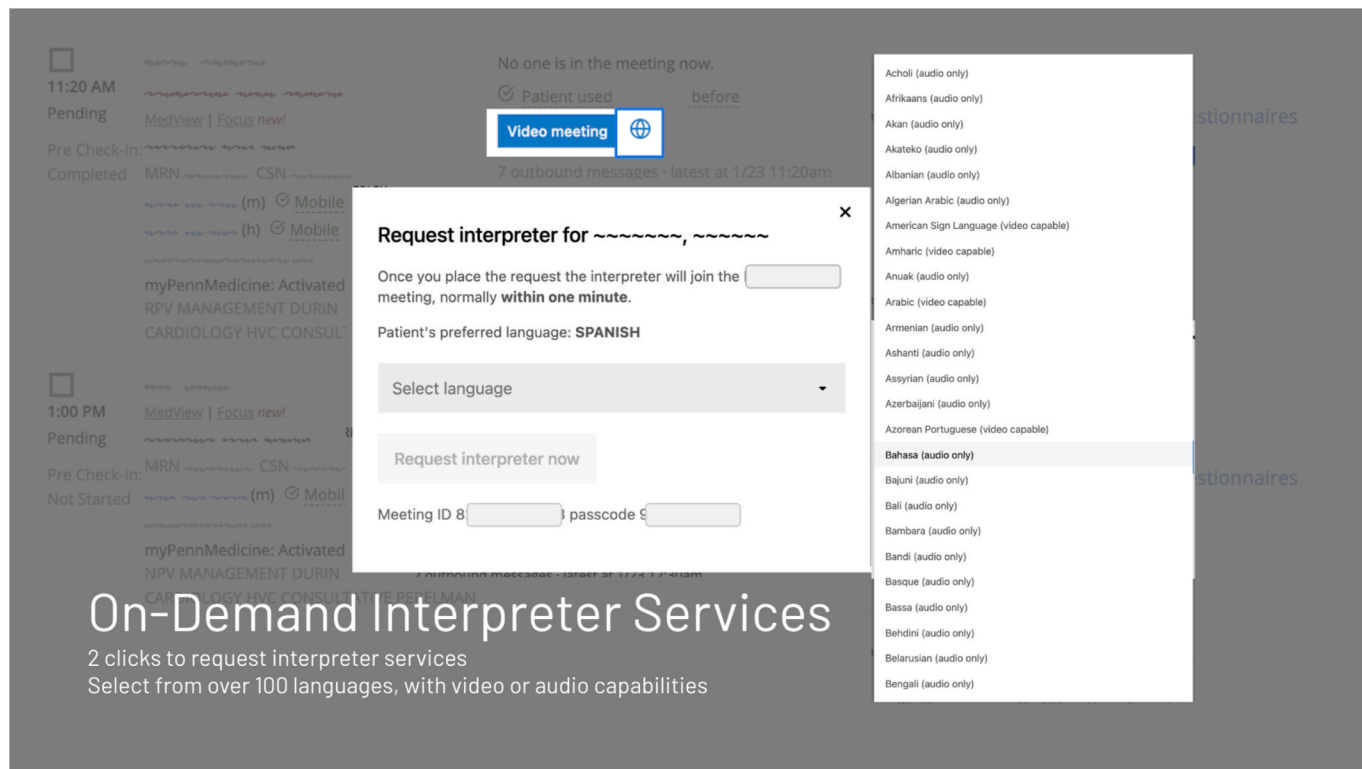 11:20 AM
Pending
MedView | Focus new!
Pre Check-In:
Completed
MRN CSN
(m) Mobile
(h) Mobile
myPennMedicine: Activated
RPV MANAGEMENT DURIN
CARDIOLOGY HVC CONSULT
No one is in the meeting now.
Patient used before
Video meeting
7 outbound messages · latest at 1/23 11:20am
stionnaires
1:00 PM
MedView | Focus new!
Pending
Pre Check-In:
Not Started
MRN CSN
(m) Mobil
myPennMedicine: Activated
NPV MANAGEMENT DURIN
CARDIOLOGY HVC CONSULTATIVE PERELMAN
7 outbound messages · latest at 1/23 12:30am
stionnaires
×
Request interpreter for ~~~~~~~, ~~~~~~
Once you place the request the interpreter will join the
meeting, normally within one minute.
Patient's preferred language: SPANISH
Select language
Request interpreter now
Meeting ID 8 passcode 9
Acholi (audio only)
Afrikaans (audio only)
Akan (audio only)
Akateko (audio only)
Albanian (audio only)
Algerian Arabic (audio only)
American Sign Language (video capable)
Amharic (video capable)
Anuak (audio only)
Arabic (video capable)
Armenian (audio only)
Ashanti (audio only)
Assyrian (audio only)
Azerbaijani (audio only)
Azorean Portuguese (video capable)
Bahasa (audio only)
Bajuni (audio only)
Bali (audio only)
Bambara (audio only)
Bandi (audio only)
Basque (audio only)
Bassa (audio only)
Behdini (audio only)
Belarusian (audio only)
Bengali (audio only)
On-Demand Interpreter Services
2 clicks to request interpreter services
Select from over 100 languages, with video or audio capabilities